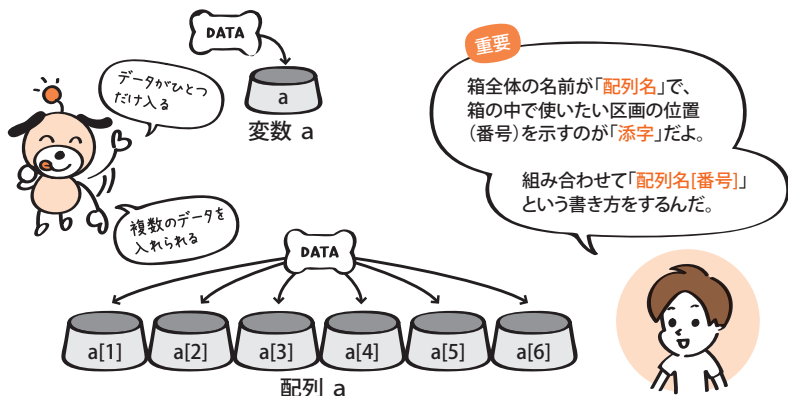 DATA
データがひとつ
だけ入る
a
変数 a
重要
箱全体の名前が「配列名」で、
箱の中で使いたい区画の位置
（番号）を示すのが「添字」だよ。
組み合わせて「配列名[番号]」
という書き方をするんだ。
複数のデータを
入れられる
DATA
a[1] a[2] a[3] a[4] a[5] a[6]
配列 a